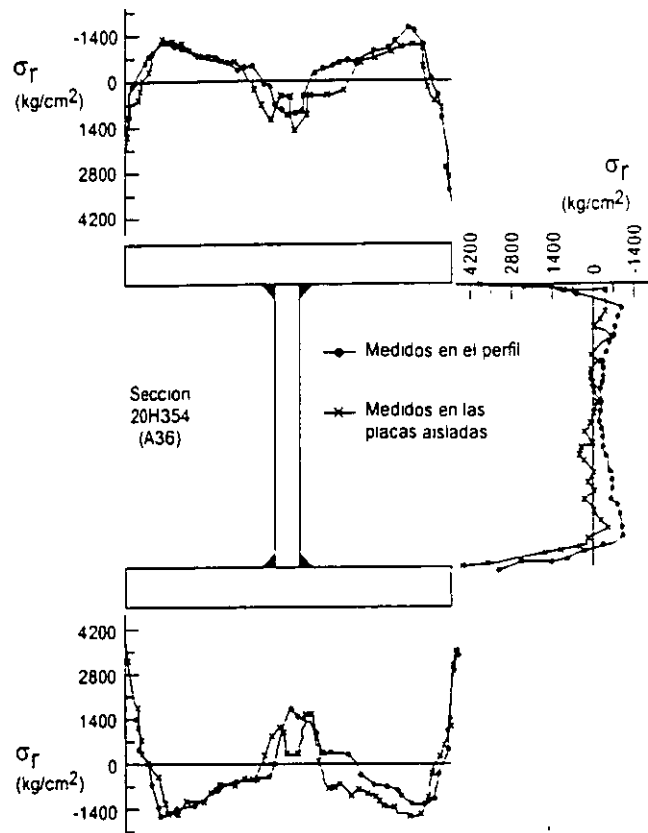 -1400
0
1400
2800
4200
σr
(kg/cm2)
σr
(kg/cm2)
4200
2800
1400
0
-1400
Medidos en el perfil
Medidos en las
placas aisladas
Sección
20H354
(A36)
4200
2800
1400
0
-1400
σr
(kg/cm2)